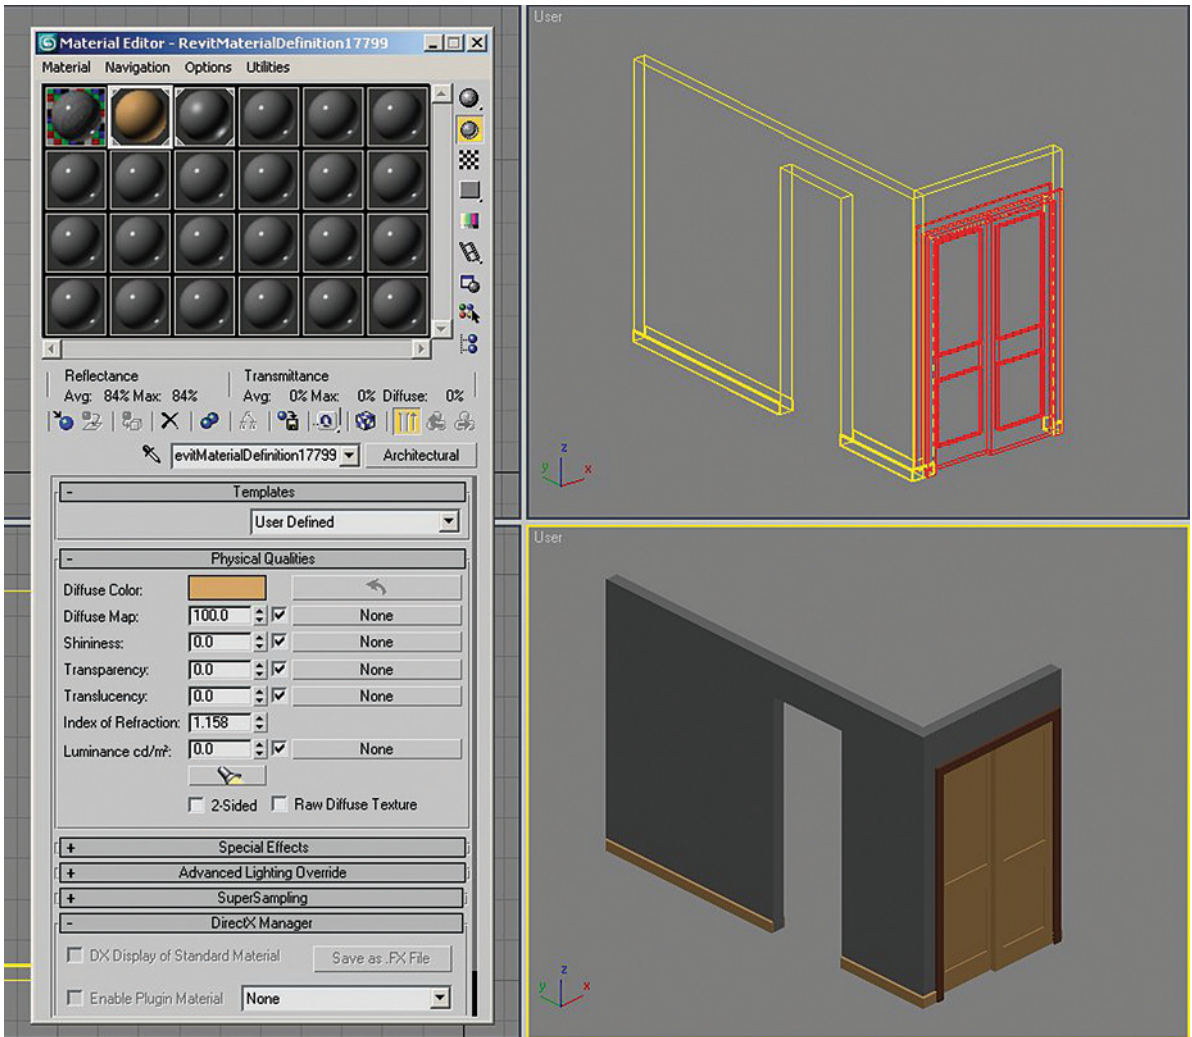 Material Editor - RevitMaterialDefinition17799
Material Navigation Options Utilities
Reflectance Transmittance
Avg: 84% Max: 84% Avg: 0% Max: 0% Diffuse: 0%
evitMaterialDefinition17799 Architectural
- Templates
User Defined
- Physical Qualities
Diffuse Color:
Diffuse Map: 100.0 None
Shininess: 0.0 None
Transparency: 0.0 None
Translucency: 0.0 None
Index of Refraction: 1.158
Luminance cd/m²: 0.0 None
2-Sided Raw Diffuse Texture
+ Special Effects
+ Advanced Lighting Override
+ SuperSampling
- DirectX Manager
DX Display of Standard Material Save as .FX File
Enable Plugin Material None
User
z
y x
User
z
y x